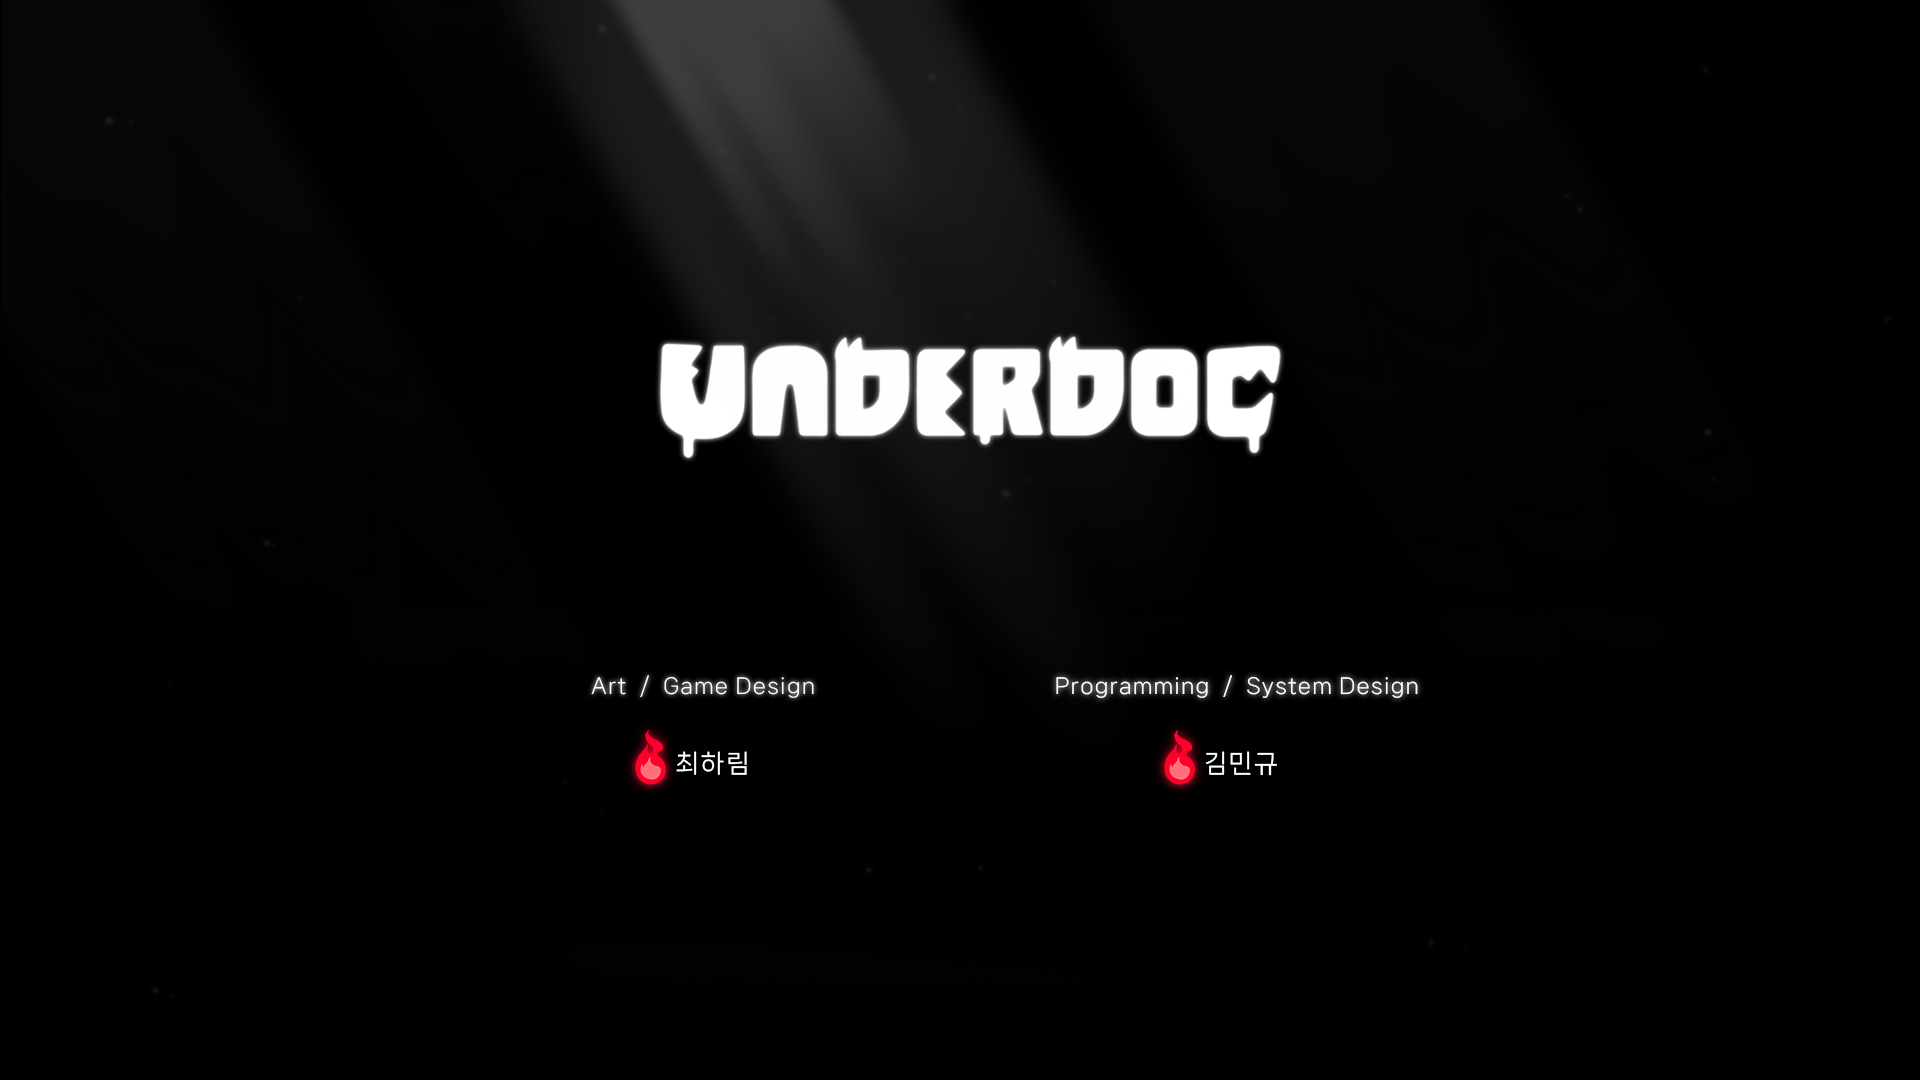 UNDERDOG
Art / Game Design
Programming / System Design
최하림
김민규